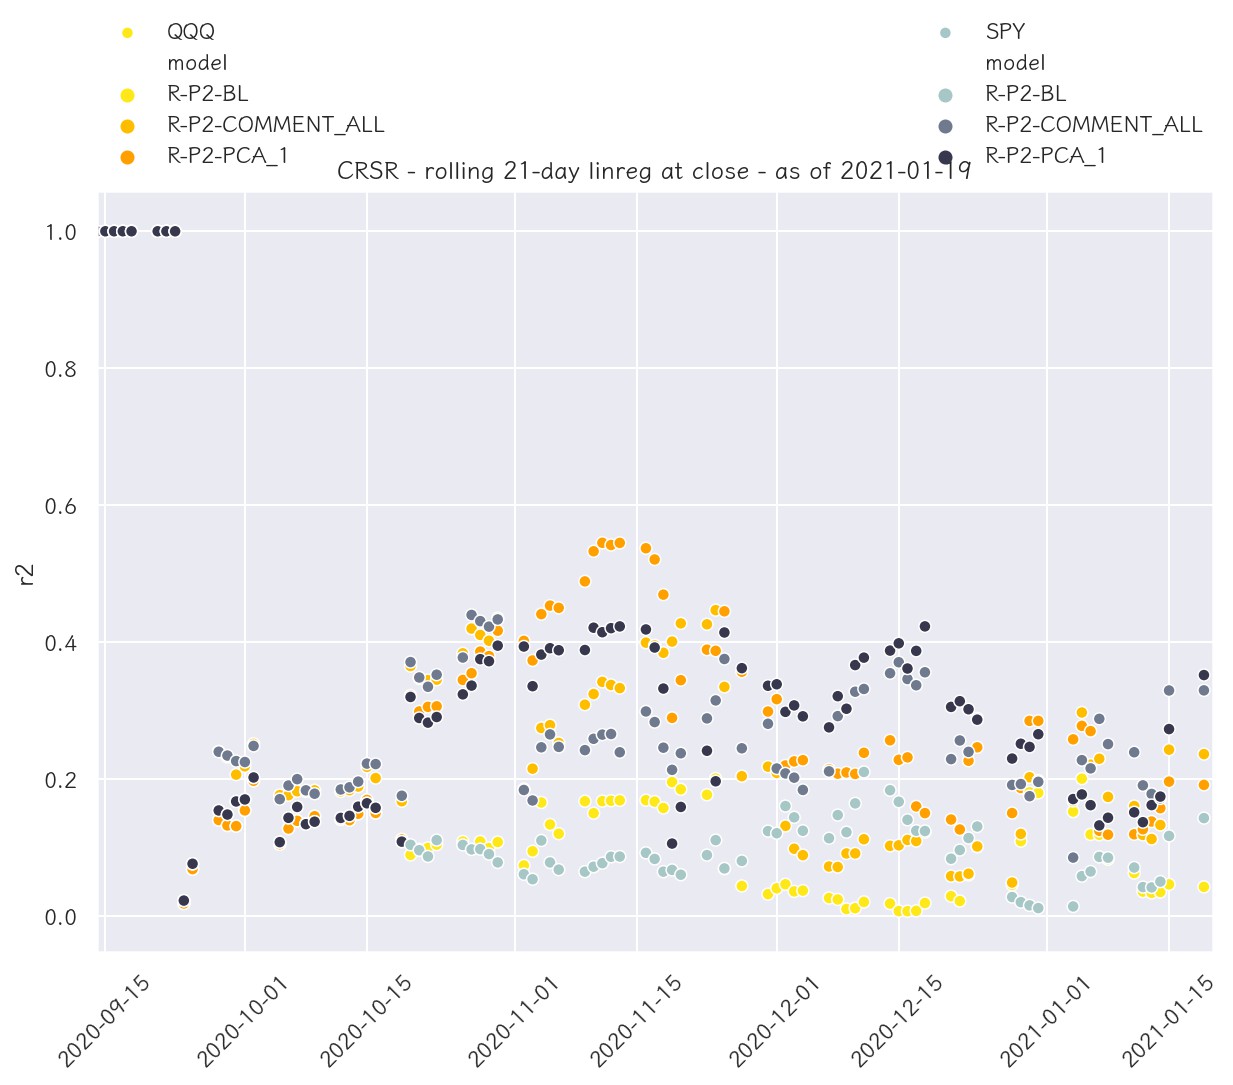 QQQ
model
R-P2-BL
R-P2-COMMENT_ALL
R-P2-PCA_1
SPY
model
R-P2-BL
R-P2-COMMENT_ALL
R-P2-PCA_1
CRSR - rolling 21-day linreg at close - as of 2021-01-19
1.0
0.8
0.6
0.4
0.2
0.0
r2
2020-09-15
2020-10-01
2020-10-15
2020-11-01
2020-11-15
2020-12-01
2020-12-15
2021-01-01
2021-01-15